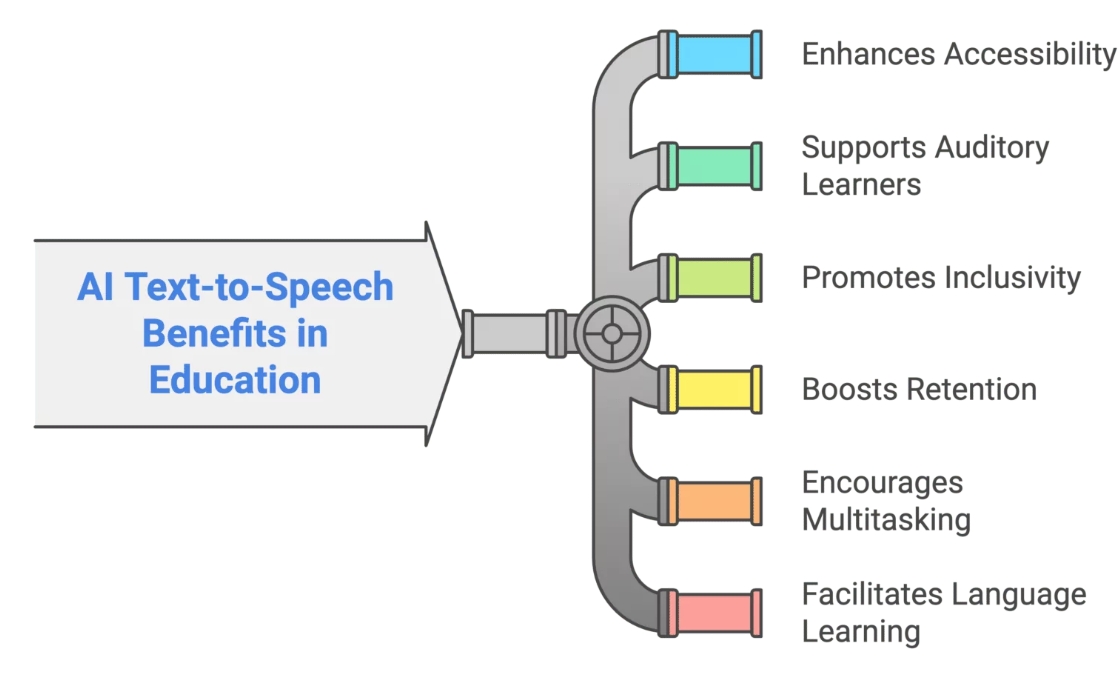 AI Text-to-Speech
Benefits in
Education
Enhances Accessibility
Supports Auditory
Learners
Promotes Inclusivity
Boosts Retention
Encourages
Multitasking
Facilitates Language
Learning